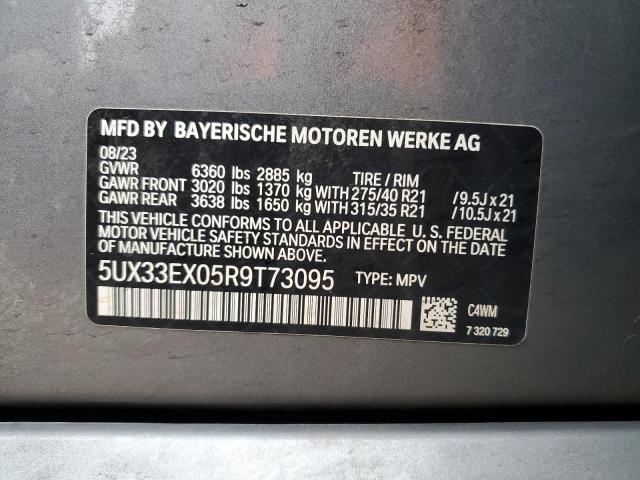 MFD BY BAYERISCHE MOTOREN WERKE AG
08/23
GVWR 6360 lbs 2885 kg TIRE / RIM
GAWR FRONT 3020 lbs 1370 kg WITH 275/40 R21 / 9.5J x 21
GAWR REAR 3638 lbs 1650 kg WITH 315/35 R21 / 10.5J x 21
THIS VEHICLE CONFORMS TO ALL APPLICABLE U.S. FEDERAL
MOTOR VEHICLE SAFETY STANDARDS IN EFFECT ON THE DATE OF
MANUFACTURE SHOWN ABOVE.
5UX33EX05R9T73095 TYPE: MPV
C4WM
7 320 729